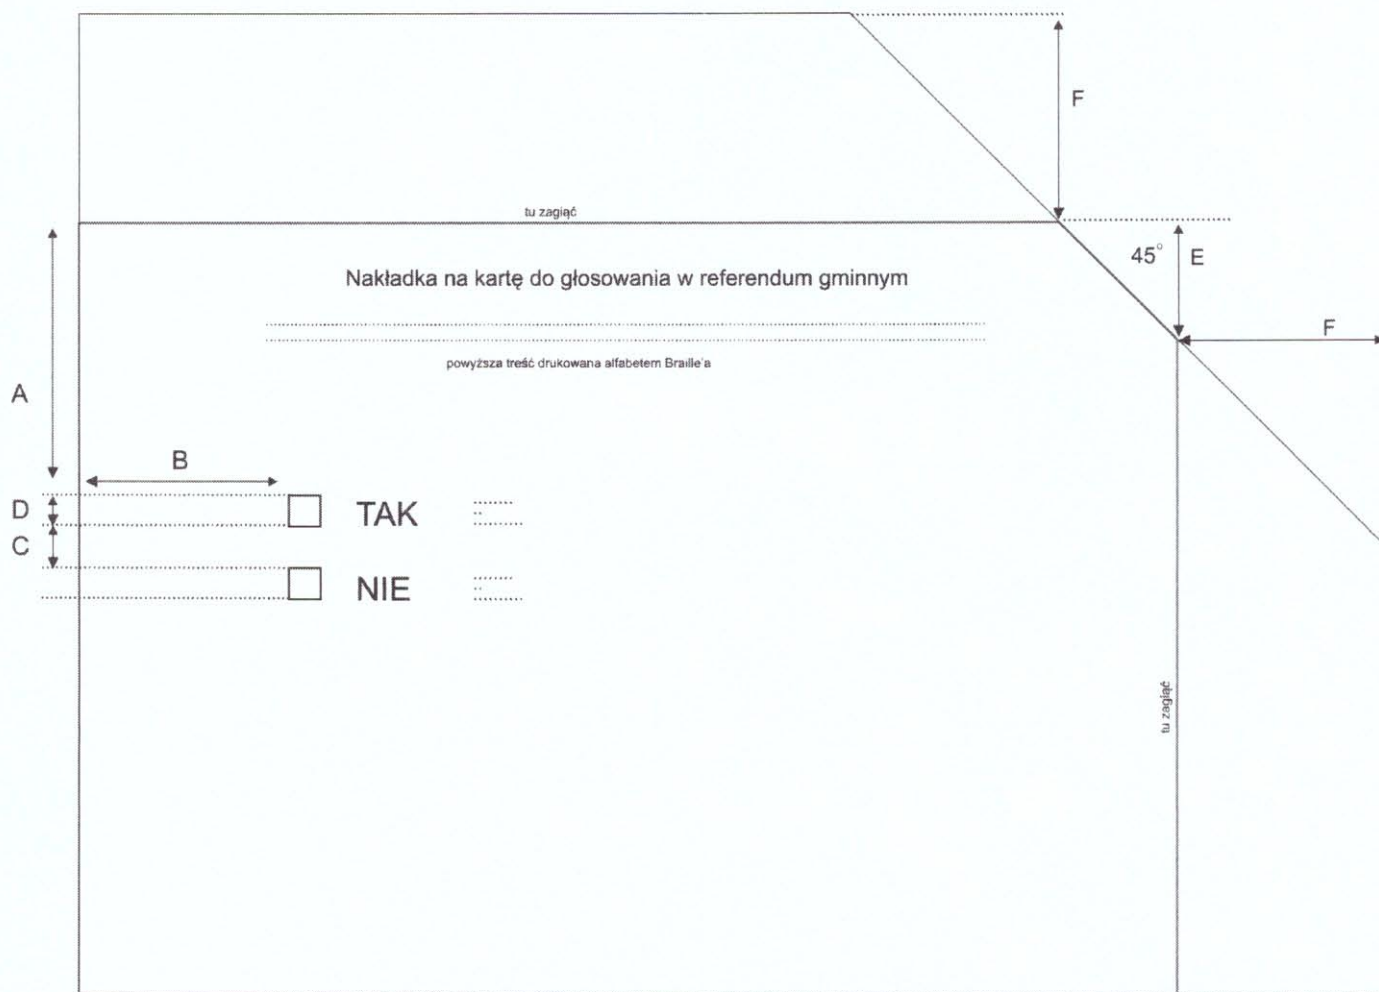 F
tu zagiąć
45° E
Nakładka na kartę do głosowania w referendum gminnym
F
powyższa treść drukowana alfabetem Braille'a
A
B
D
TAK
C
NIE
tu zagiąć